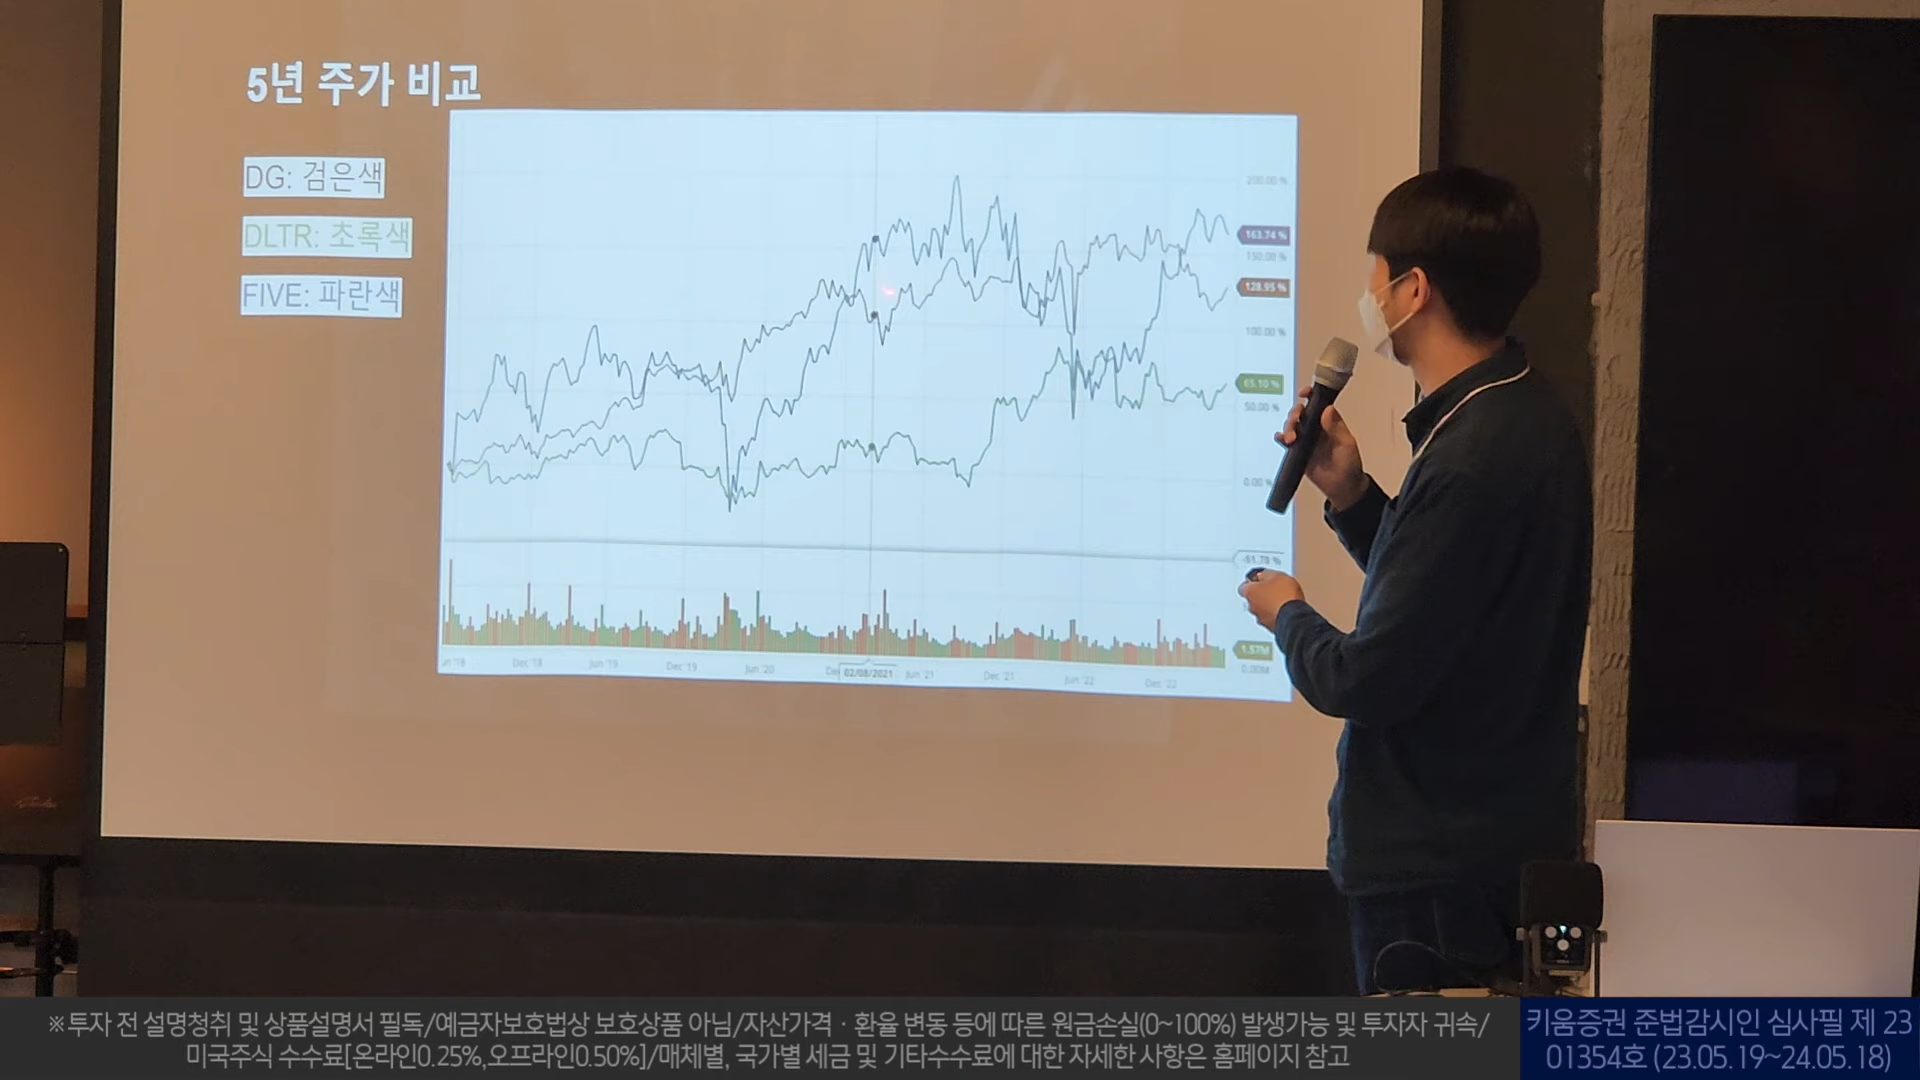 5년 주가 비교
DG: 검은색
DLTR: 초록색
FIVE: 파란색
200.00 %
163.74 %
150.00 %
128.95 %
100.00 %
65.10 %
50.00 %
0.00 %
-51.78 %
1.57M
0.00M
Dec '18
Jun '19
Dec '19
Jun '20
02/08/2021
Jun '21
Dec '21
Jun '22
Dec '22
※투자 전 설명청취 및 상품설명서 필독/예금자보호법상 보호상품 아님/자산가격 · 환율 변동 등에 따른 원금손실(0~100%) 발생가능 및 투자자 귀속/
미국주식 수수료[온라인0.25%,오프라인0.50%]/매체별, 국가별 세금 및 기타수수료에 대한 자세한 사항은 홈페이지 참고
키움증권 준법감시인 심사필 제 23
01354호 (23.05.19~24.05.18)